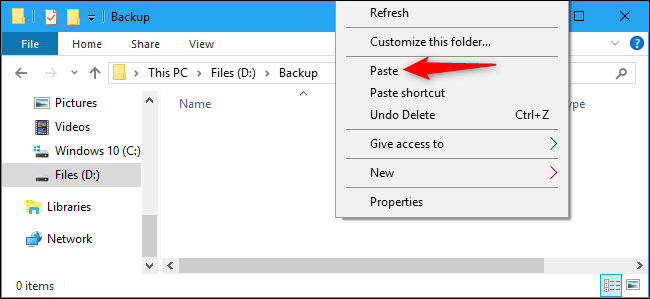 Backup
File Home Share View
This PC > Files (D:) > Backup
Pictures
Videos
Windows 10 (C:)
Files (D:)
Libraries
Network
Name
Type
0 items
Refresh
Customize this folder...
Paste
Paste shortcut
Undo Delete Ctrl+Z
Give access to
New
Properties